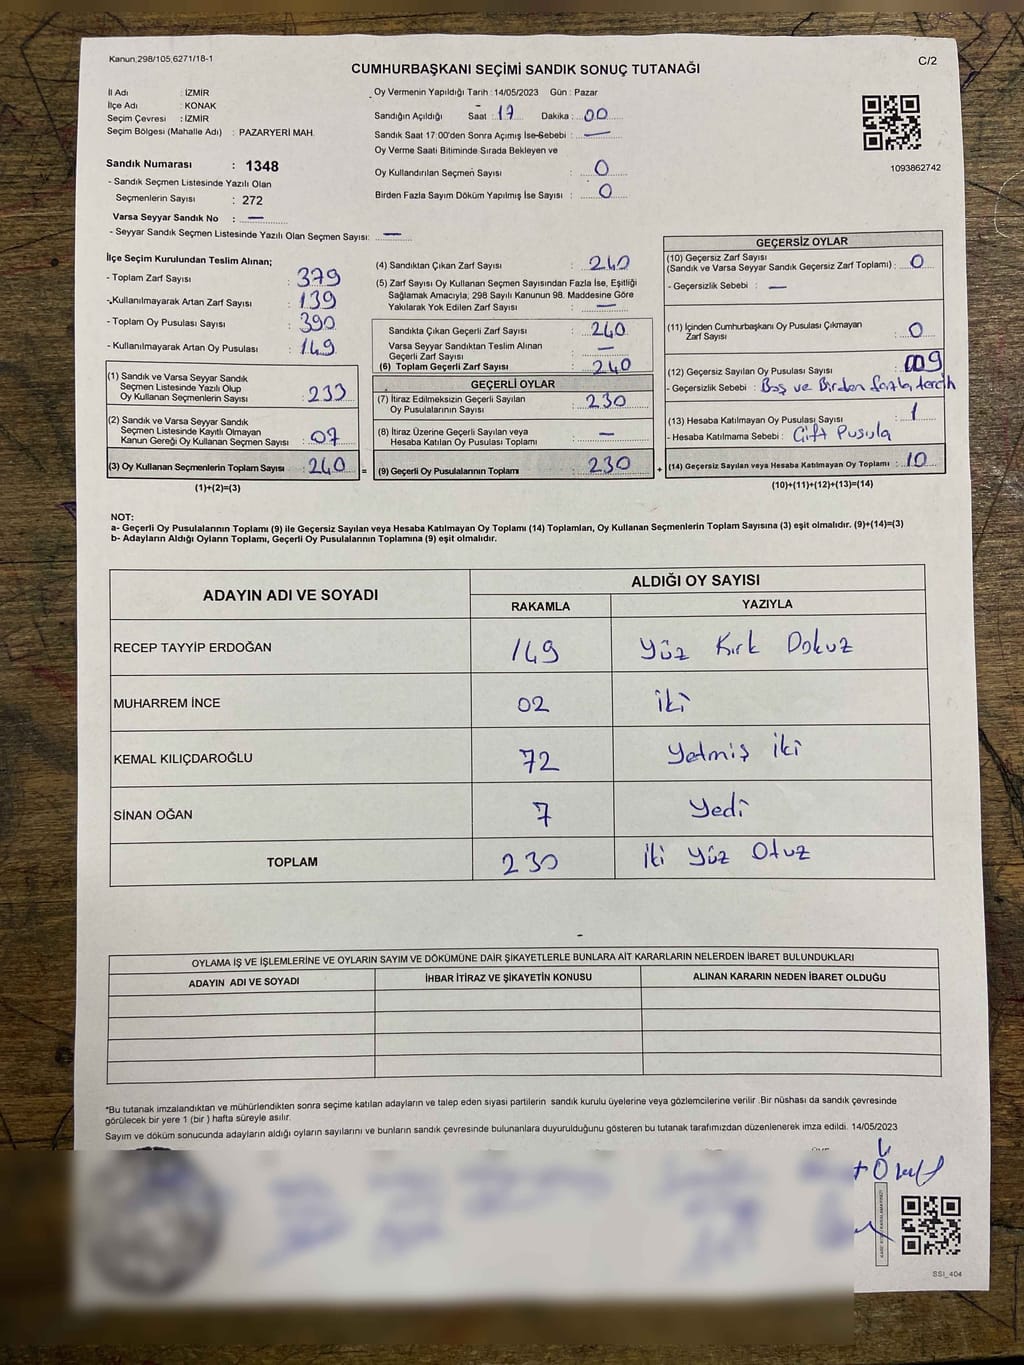 Kanun.298/105,6271/18-1
C/2
CUMHURBAŞKANI SEÇİMİ SANDIK SONUÇ TUTANAĞI
İl Adı : İZMİR
İlçe Adı : KONAK
Seçim Çevresi : İZMİR
Seçim Bölgesi (Mahalle Adı) : PAZARYERİ MAH.
Oy Vermenin Yapıldığı Tarih : 14/05/2023 Gün : Pazar
Sandığın Açıldığı Saat : 17 Dakika : 00
Sandık Saat 17:00'den Sonra Açımış İse Sebebi : —
Oy Verme Saati Bitiminde Sırada Bekleyen ve
Oy Kullandırılan Seçmen Sayısı : 0
Birden Fazla Sayım Döküm Yapılmış İse Sayısı : 0
1093862742
Sandık Numarası : 1348
- Sandık Seçmen Listesinde Yazılı Olan
Seçmenlerin Sayısı : 272
Varsa Seyyar Sandık No : —
- Seyyar Sandık Seçmen Listesinde Yazılı Olan Seçmen Sayısı: —
İlçe Seçim Kurulundan Teslim Alınan;
- Toplam Zarf Sayısı : 379
- Kullanılmayarak Artan Zarf Sayısı : 139
- Toplam Oy Pusulası Sayısı : 390
- Kullanılmayarak Artan Oy Pusulası : 149
(1) Sandık ve Varsa Seyyar Sandık
Seçmen Listesinde Yazılı Olup
Oy Kullanan Seçmenlerin Sayısı : 233
(2) Sandık ve Varsa Seyyar Sandık
Seçmen Listesinde Kayıtlı Olmayan
Kanun Gereği Oy Kullanan Seçmen Sayısı : 07
(3) Oy Kullanan Seçmenlerin Toplam Sayısı : 240 =
(1)+(2)=(3)
(4) Sandıktan Çıkan Zarf Sayısı : 240
(5) Zarf Sayısı Oy Kullanan Seçmen Sayısından Fazla İse, Eşitliği
Sağlamak Amacıyla; 298 Sayılı Kanunun 98. Maddesine Göre
Yakılarak Yok Edilen Zarf Sayısı : —
Sandıkta Çıkan Geçerli Zarf Sayısı : 240
Varsa Seyyar Sandıktan Teslim Alınan
Geçerli Zarf Sayısı : —
(6) Toplam Geçerli Zarf Sayısı : 240
GEÇERLİ OYLAR
(7) İtiraz Edilmeksizin Geçerli Sayılan
Oy Pusulalarının Sayısı : 230
(8) İtiraz Üzerine Geçerli Sayılan veya
Hesaba Katılan Oy Pusulası Toplamı : —
(9) Geçerli Oy Pusulalarının Toplamı : 230 +
GEÇERSİZ OYLAR
(10) Geçersiz Zarf Sayısı
(Sandık ve Varsa Seyyar Sandık Geçersiz Zarf Toplamı) : 0
- Geçersizlik Sebebi : —
(11) İçinden Cumhurbaşkanı Oy Pusulası Çıkmayan
Zarf Sayısı : 0
(12) Geçersiz Sayılan Oy Pusulası Sayısı : 009
- Geçersizlik Sebebi : Boş ve Birden fazla tercih
(13) Hesaba Katılmayan Oy Pusulası Sayısı : 1
- Hesaba Katılmama Sebebi : Çift Pusula
(14) Geçersiz Sayılan veya Hesaba Katılmayan Oy Toplamı : 10
(10)+(11)+(12)+(13)=(14)
NOT:
a- Geçerli Oy Pusulalarının Toplamı (9) ile Geçersiz Sayılan veya Hesaba Katılmayan Oy Toplamı (14) Toplamları, Oy Kullanan Seçmenlerin Toplam Sayısına (3) eşit olmalıdır. (9)+(14)=(3)
b- Adayların Aldığı Oyların Toplamı, Geçerli Oy Pusulalarının Toplamına (9) eşit olmalıdır.
ADAYIN ADI VE SOYADI ALDIĞI OY SAYISI
RAKAMLA YAZIYLA
RECEP TAYYİP ERDOĞAN 149 Yüz Kırk Dokuz
MUHARREM İNCE 02 İki
KEMAL KILIÇDAROĞLU 72 Yetmiş İki
SİNAN OĞAN 7 Yedi
TOPLAM 230 İki Yüz Otuz
OYLAMA İŞ VE İŞLEMLERİNE VE OYLARIN SAYIM VE DÖKÜMÜNE DAİR ŞİKAYETLERLE BUNLARA AİT KARARLARIN NELERDEN İBARET BULUNDUKLARI
ADAYIN ADI VE SOYADI İHBAR İTİRAZ VE ŞİKAYETİN KONUSU ALINAN KARARIN NEDEN İBARET OLDUĞU
*Bu tutanak imzalandıktan ve mühürlendikten sonra seçime katılan adayların ve talep eden siyasi partilerin sandık kurulu üyelerine veya gözlemcilerine verilir .Bir nüshası da sandık çevresinde
görülecek bir yere 1 (bir ) hafta süreyle asılır.
Sayım ve döküm sonucunda adayların aldığı oyların sayılarını ve bunların sandık çevresinde bulunanlara duyurulduğunu gösteren bu tutanak tarafımızdan düzenlenerek imza edildi. 14/05/2023
SSI_404